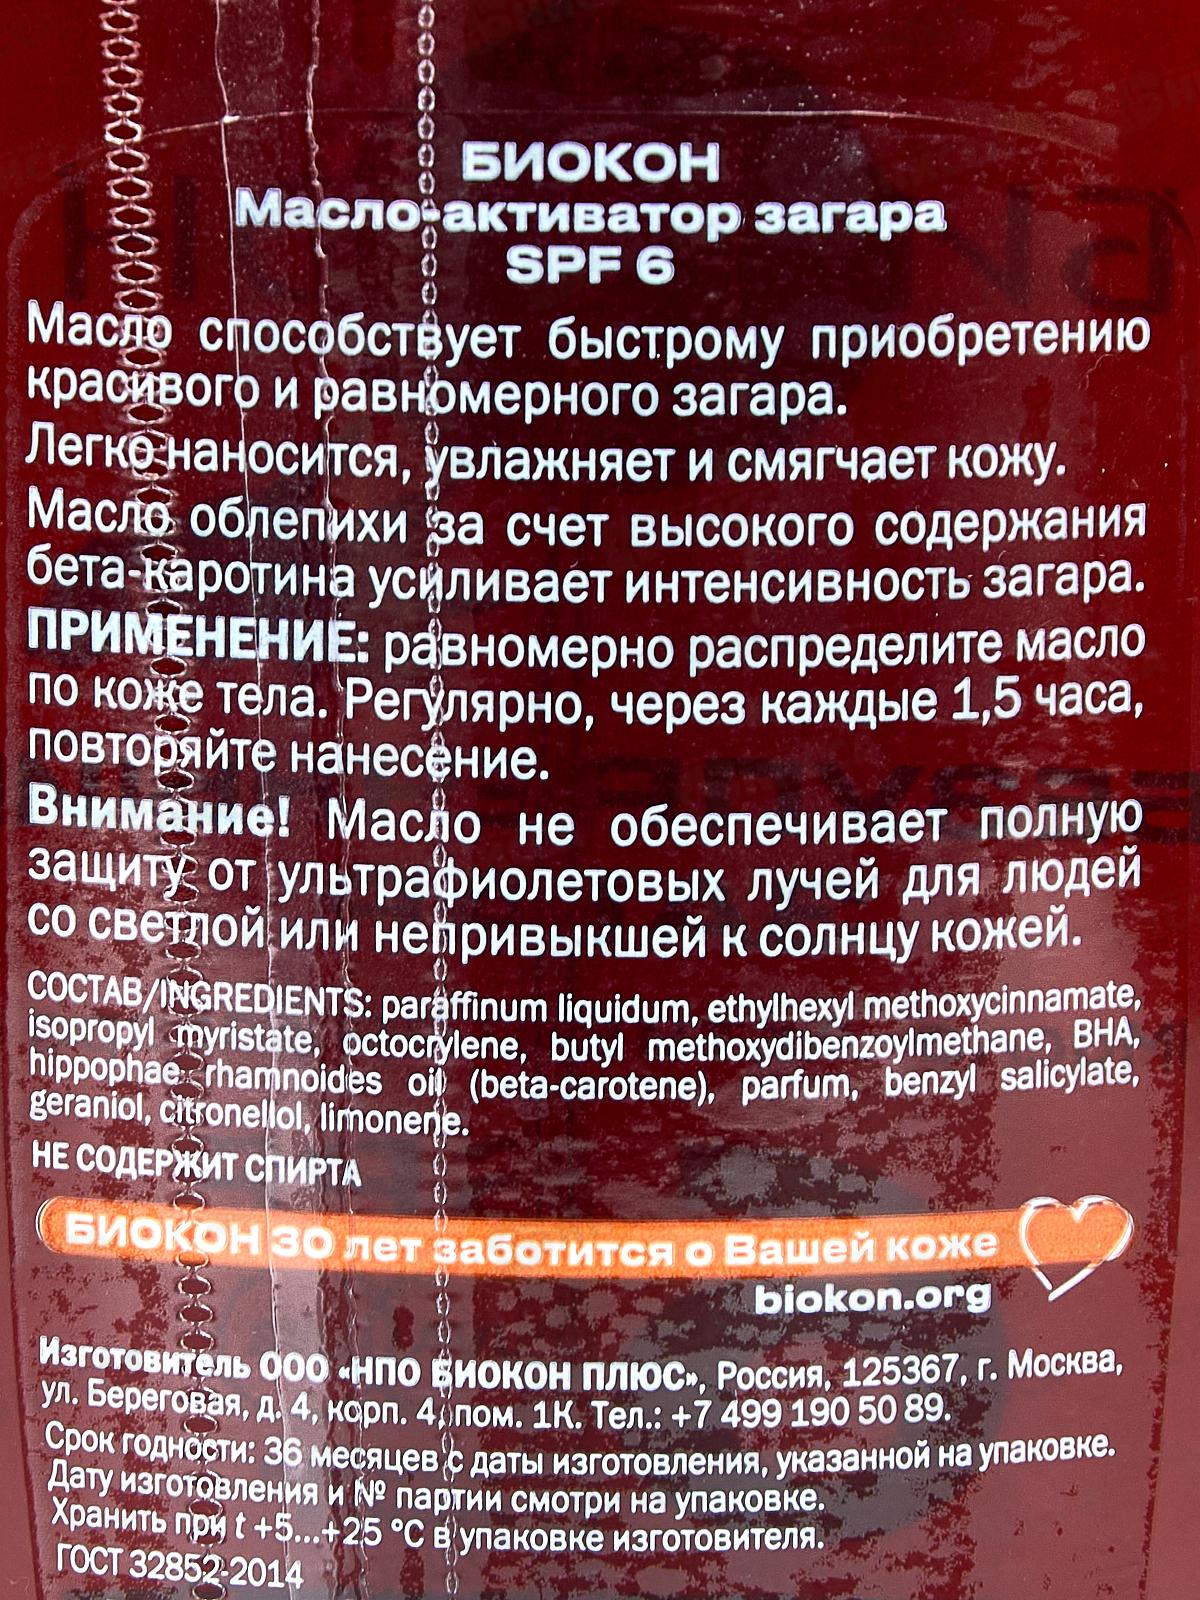 БИОКОН
Масло-активатор загара
SPF 6
Масло способствует быстрому приобретению
красивого и равномерного загара.
Легко наносится, увлажняет и смягчает кожу.
Масло облепихи за счет высокого содержания
бета-каротина усиливает интенсивность загара.
ПРИМЕНЕНИЕ: равномерно распределите масло
по коже тела. Регулярно, через каждые 1,5 часа,
повторяйте нанесение.
Внимание! Масло не обеспечивает полную
защиту от ультрафиолетовых лучей для людей
со светлой или непривыкшей к солнцу кожей.
СОСТАВ/INGREDIENTS: paraffinum liquidum, ethylhexyl methoxycinnamate,
isopropyl myristate, octocrylene, butyl methoxydibenzoylmethane, BHA,
hippophae rhamnoides oil (beta-carotene), parfum, benzyl salicylate,
geraniol, citronellol, limonene.
НЕ СОДЕРЖИТ СПИРТА
БИОКОН 30 лет заботится о Вашей коже
biokon.org
Изготовитель ООО «НПО БИОКОН ПЛЮС», Россия, 125367, г. Москва,
ул. Береговая, д. 4, корп. 4, пом. 1К. Тел.: +7 499 190 50 89.
Срок годности: 36 месяцев с даты изготовления, указанной на упаковке.
Дату изготовления и № партии смотри на упаковке.
Хранить при t +5...+25 °C в упаковке изготовителя.
ГОСТ 32852-2014